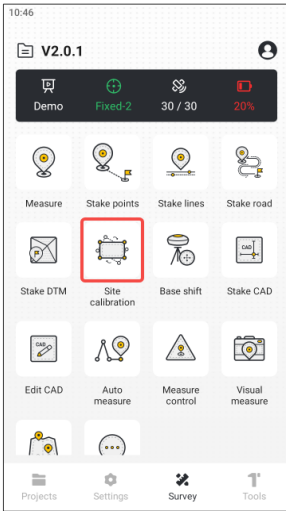 10:46
V2.0.1
Demo
Fixed-2
30 / 30
20%
Measure
Stake points
Stake lines
Stake road
Stake DTM
Site
calibration
Base shift
CAD
Stake CAD
CAD
Edit CAD
Auto
measure
Measure
control
Visual
measure
Projects
Settings
Survey
Tools